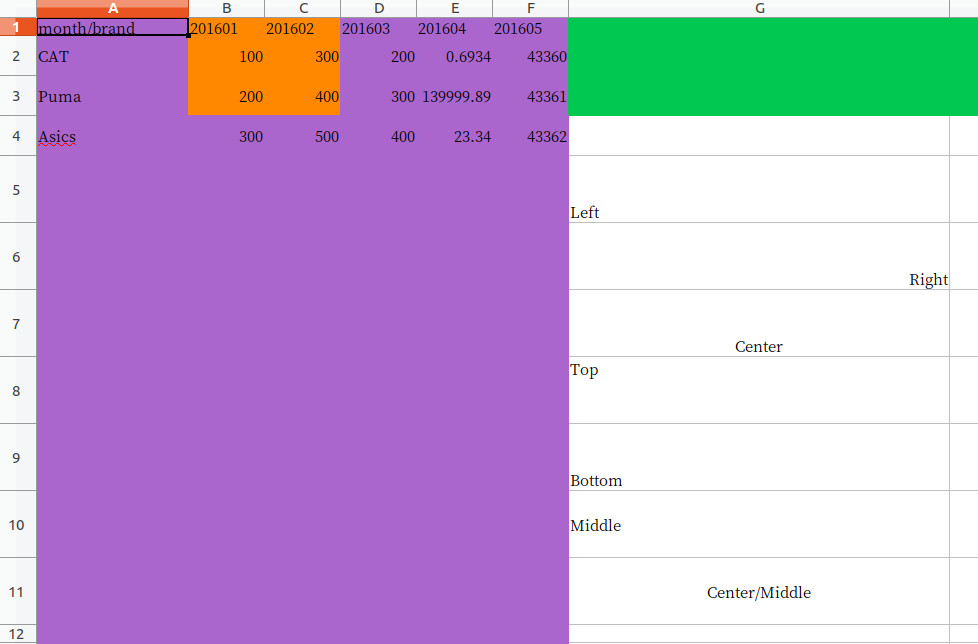 A B C D E F G
1 month/brand 201601 201602 201603 201604 201605
2 CAT 100 300 200 0.6934 43360
3 Puma 200 400 300 139999.89 43361
4 Asics 300 500 400 23.34 43362
5 Left
6 Right
7 Center
8 Top
9 Bottom
10 Middle
11 Center/Middle
12